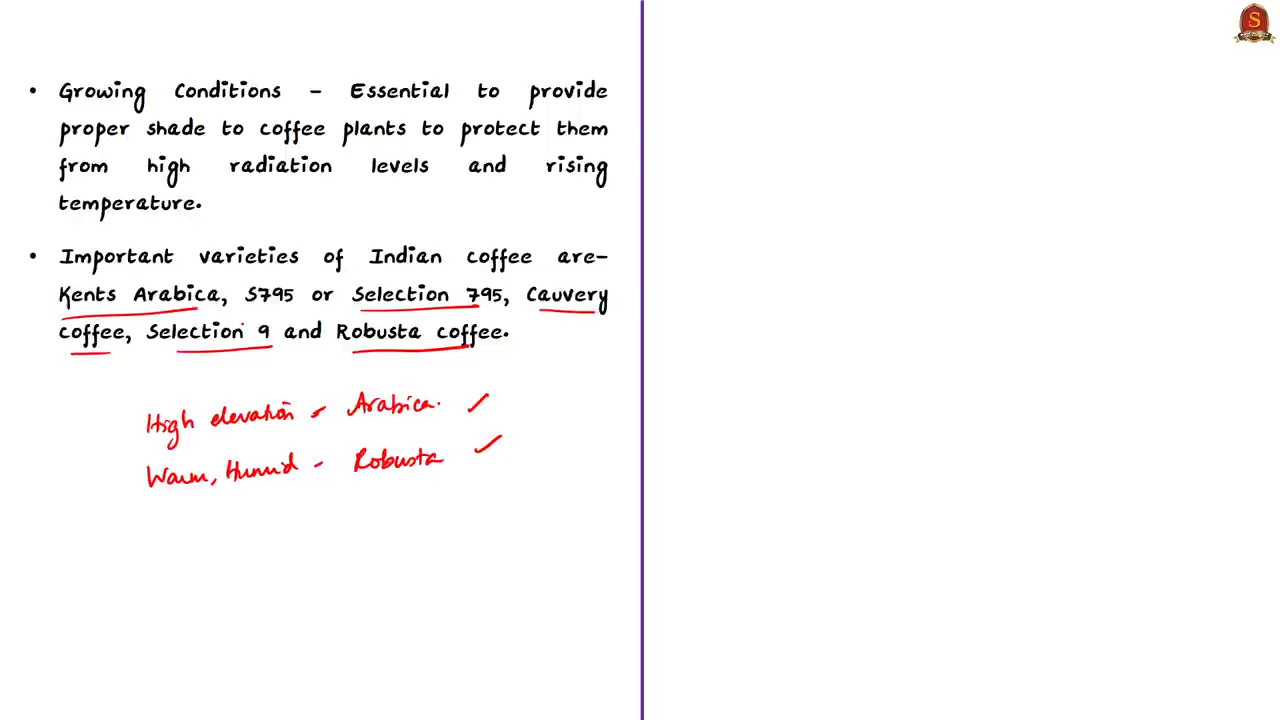 • Growing Conditions - Essential to provide
proper shade to coffee plants to protect them
from high radiation levels and rising
temperature.
• Important varieties of Indian coffee are-
Kents Arabica, S795 or Selection 795, Cauvery
coffee, Selection 9 and Robusta coffee.
High elevation - Arabica.
Warm, Humid - Robusta
S